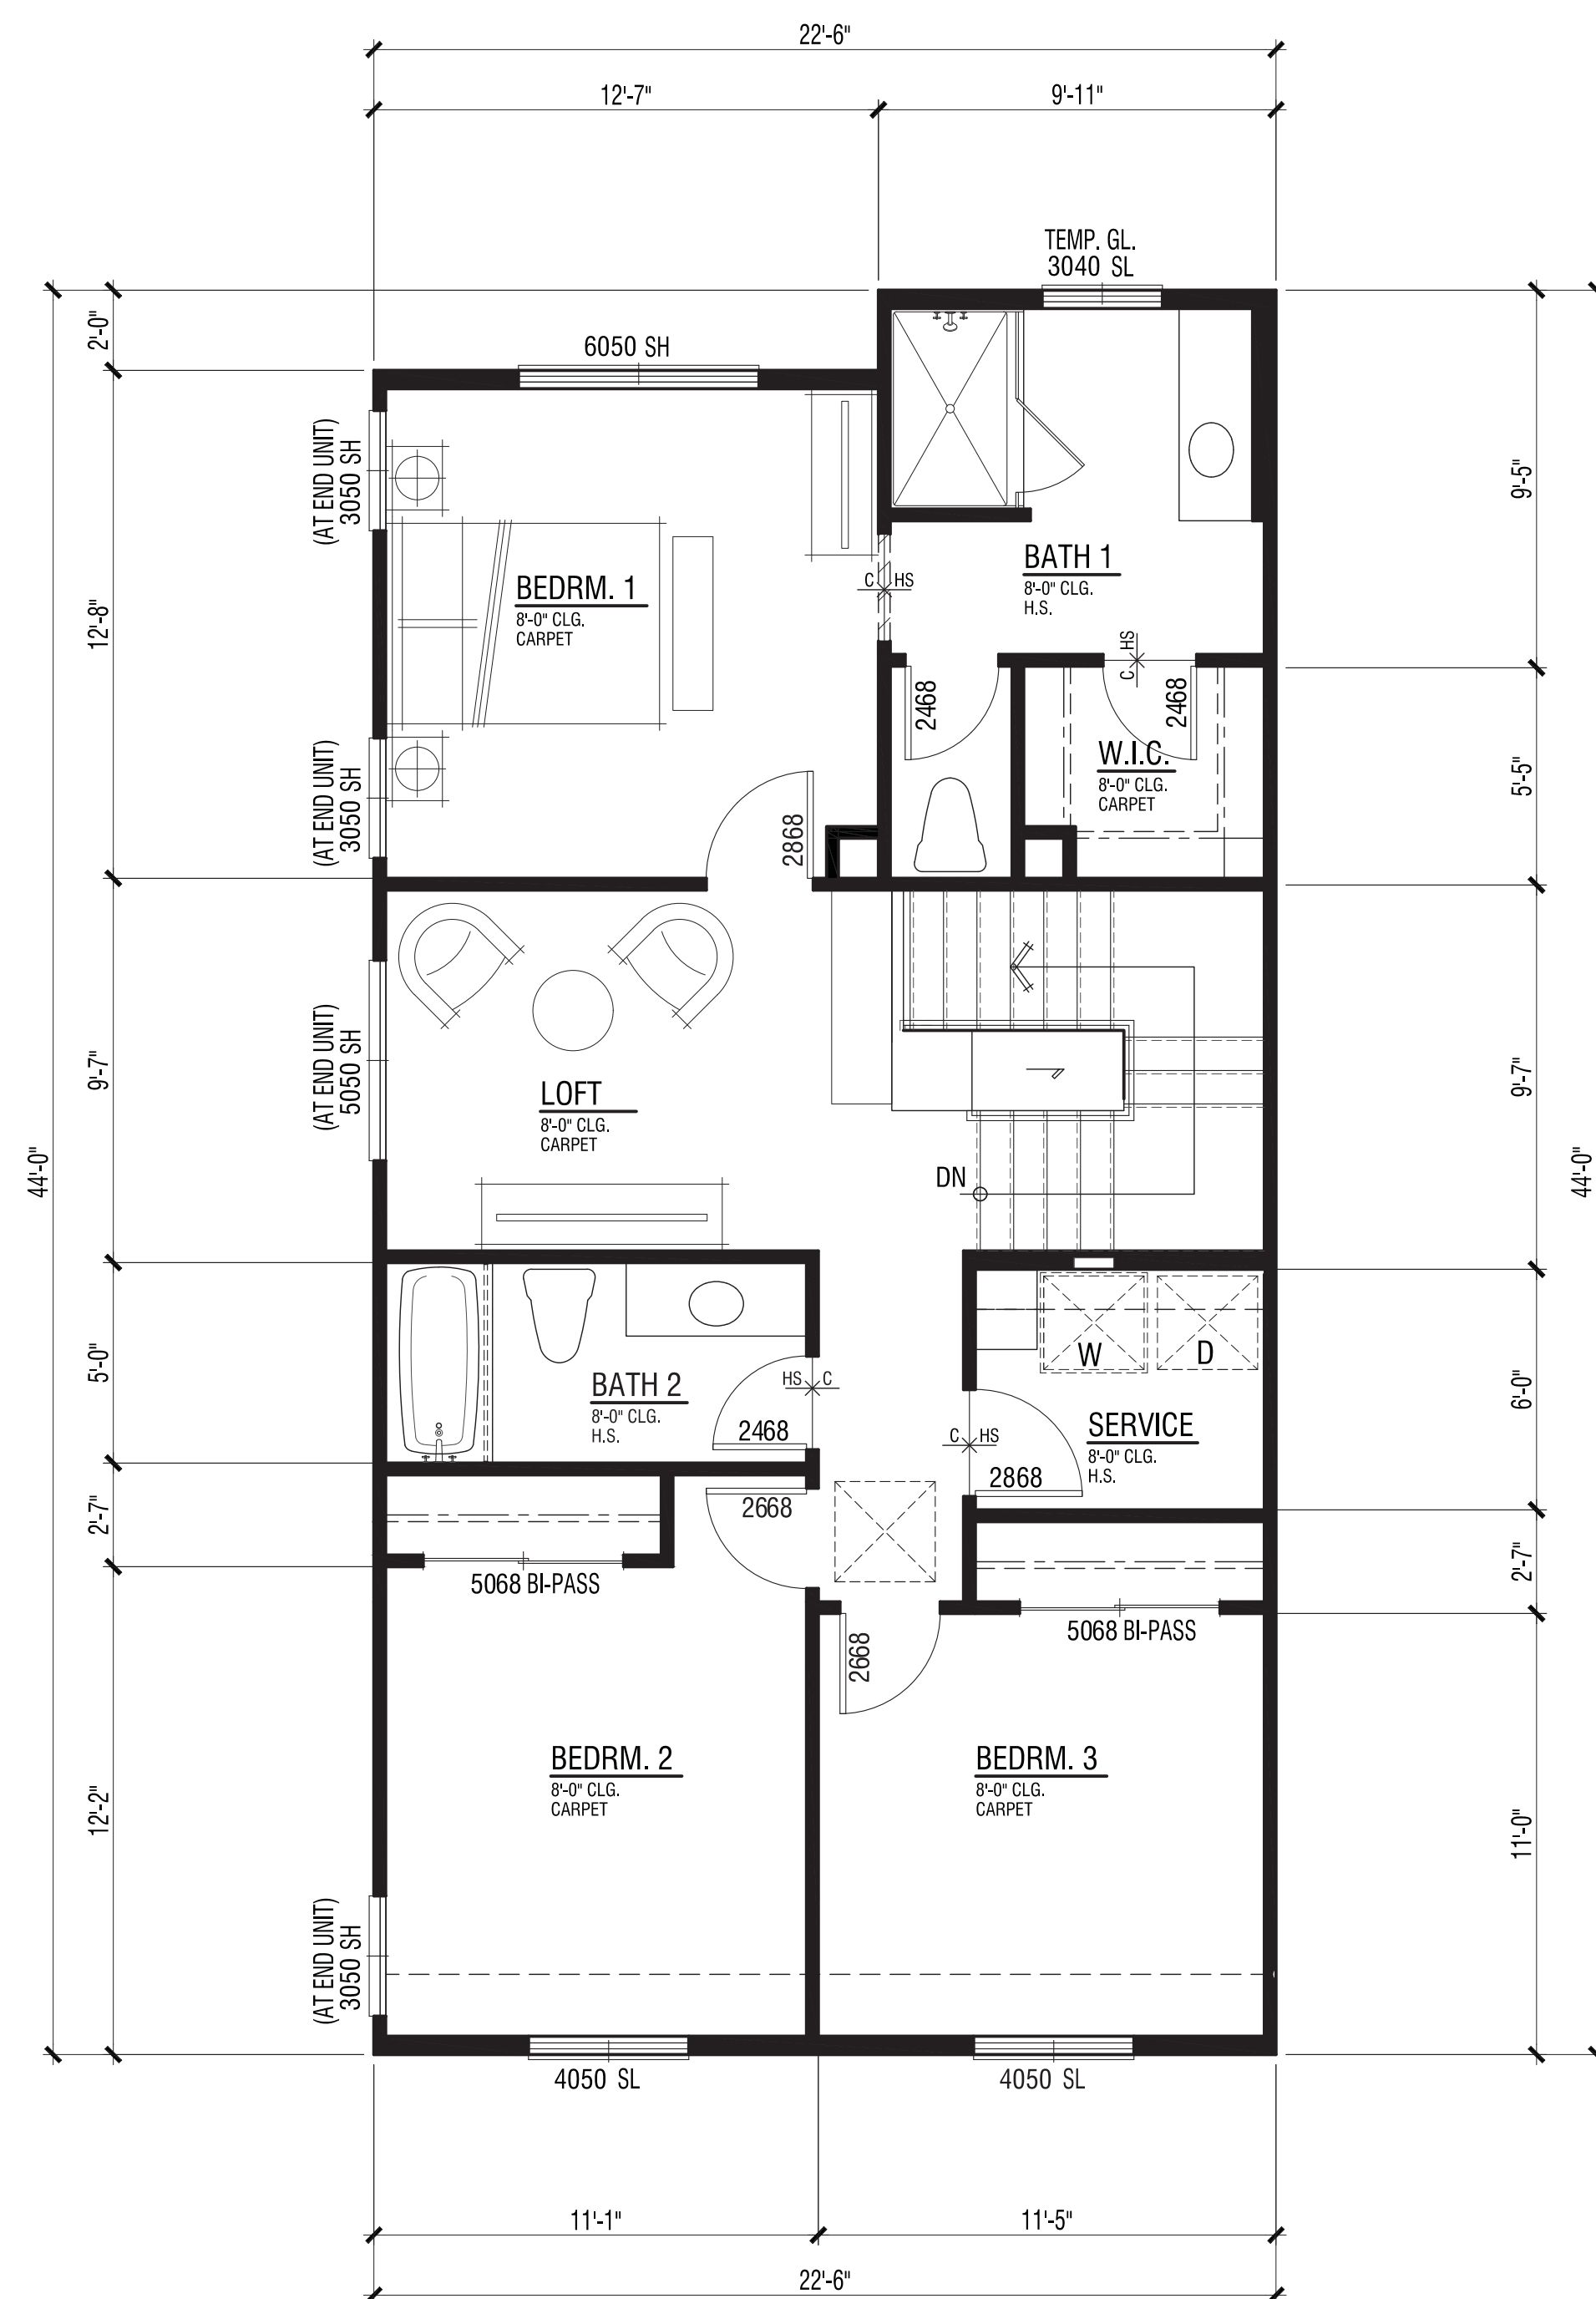 22'-6"
12'-7"
9'-11"
TEMP. GL.
3040 SL
2'-0"
6050 SH
9'-5"
(AT END UNIT)
3050 SH
BEDRM. 1
8'-0" CLG.
CARPET
C HS
BATH 1
8'-0" CLG.
H.S.
12'-8"
C HS
2468
2468
W.I.C.
8'-0" CLG.
CARPET
5'-5"
(AT END UNIT)
3050 SH
2868
9'-7"
(AT END UNIT)
5050 SH
LOFT
8'-0" CLG.
CARPET
9'-7"
44'-0"
DN
44'-0"
W
D
5'-0"
BATH 2
8'-0" CLG.
H.S.
HS C
2468
C HS
SERVICE
8'-0" CLG.
H.S.
2868
6'-0"
2'-7"
2668
5068 BI-PASS
2'-7"
5068 BI-PASS
2668
12'-2"
BEDRM. 2
8'-0" CLG.
CARPET
BEDRM. 3
8'-0" CLG.
CARPET
11'-0"
(AT END UNIT)
3050 SH
4050 SL
4050 SL
11'-1"
11'-5"
22'-6"